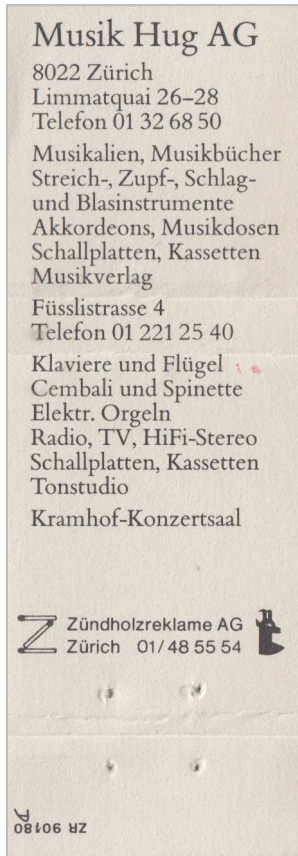 Musik Hug AG
8022 Zürich
Limmatquai 26–28
Telefon 01 32 68 50
Musikalien, Musikbücher
Streich-, Zupf-, Schlag-
und Blasinstrumente
Akkordeons, Musikdosen
Schallplatten, Kassetten
Musikverlag
Füsslistrasse 4
Telefon 01 221 25 40
Klaviere und Flügel
Cembali und Spinette
Elektr. Orgeln
Radio, TV, HiFi-Stereo
Schallplatten, Kassetten
Tonstudio
Kramhof-Konzertsaal
Zündholzreklame AG
Zürich 01/48 55 54
ZR 90180